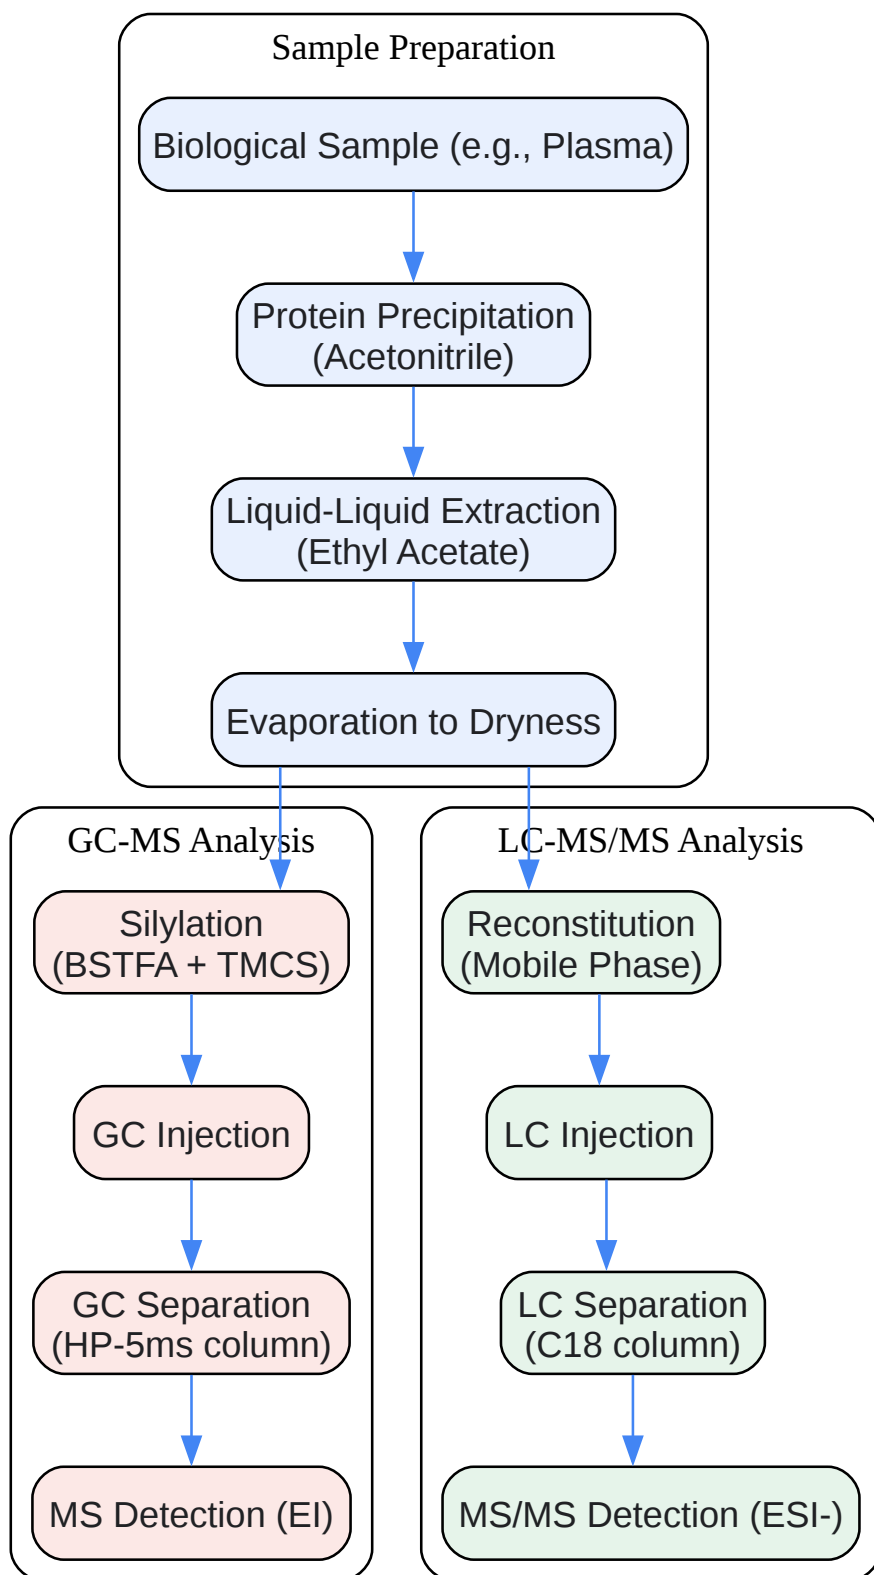 Sample Preparation
Biological Sample (e.g., Plasma)
Protein Precipitation
(Acetonitrile)
Liquid-Liquid Extraction
(Ethyl Acetate)
Evaporation to Dryness
GC-MS Analysis
Silylation
(BSTFA + TMCS)
GC Injection
GC Separation
(HP-5ms column)
MS Detection (EI)
LC-MS/MS Analysis
Reconstitution
(Mobile Phase)
LC Injection
LC Separation
(C18 column)
MS/MS Detection (ESI-)